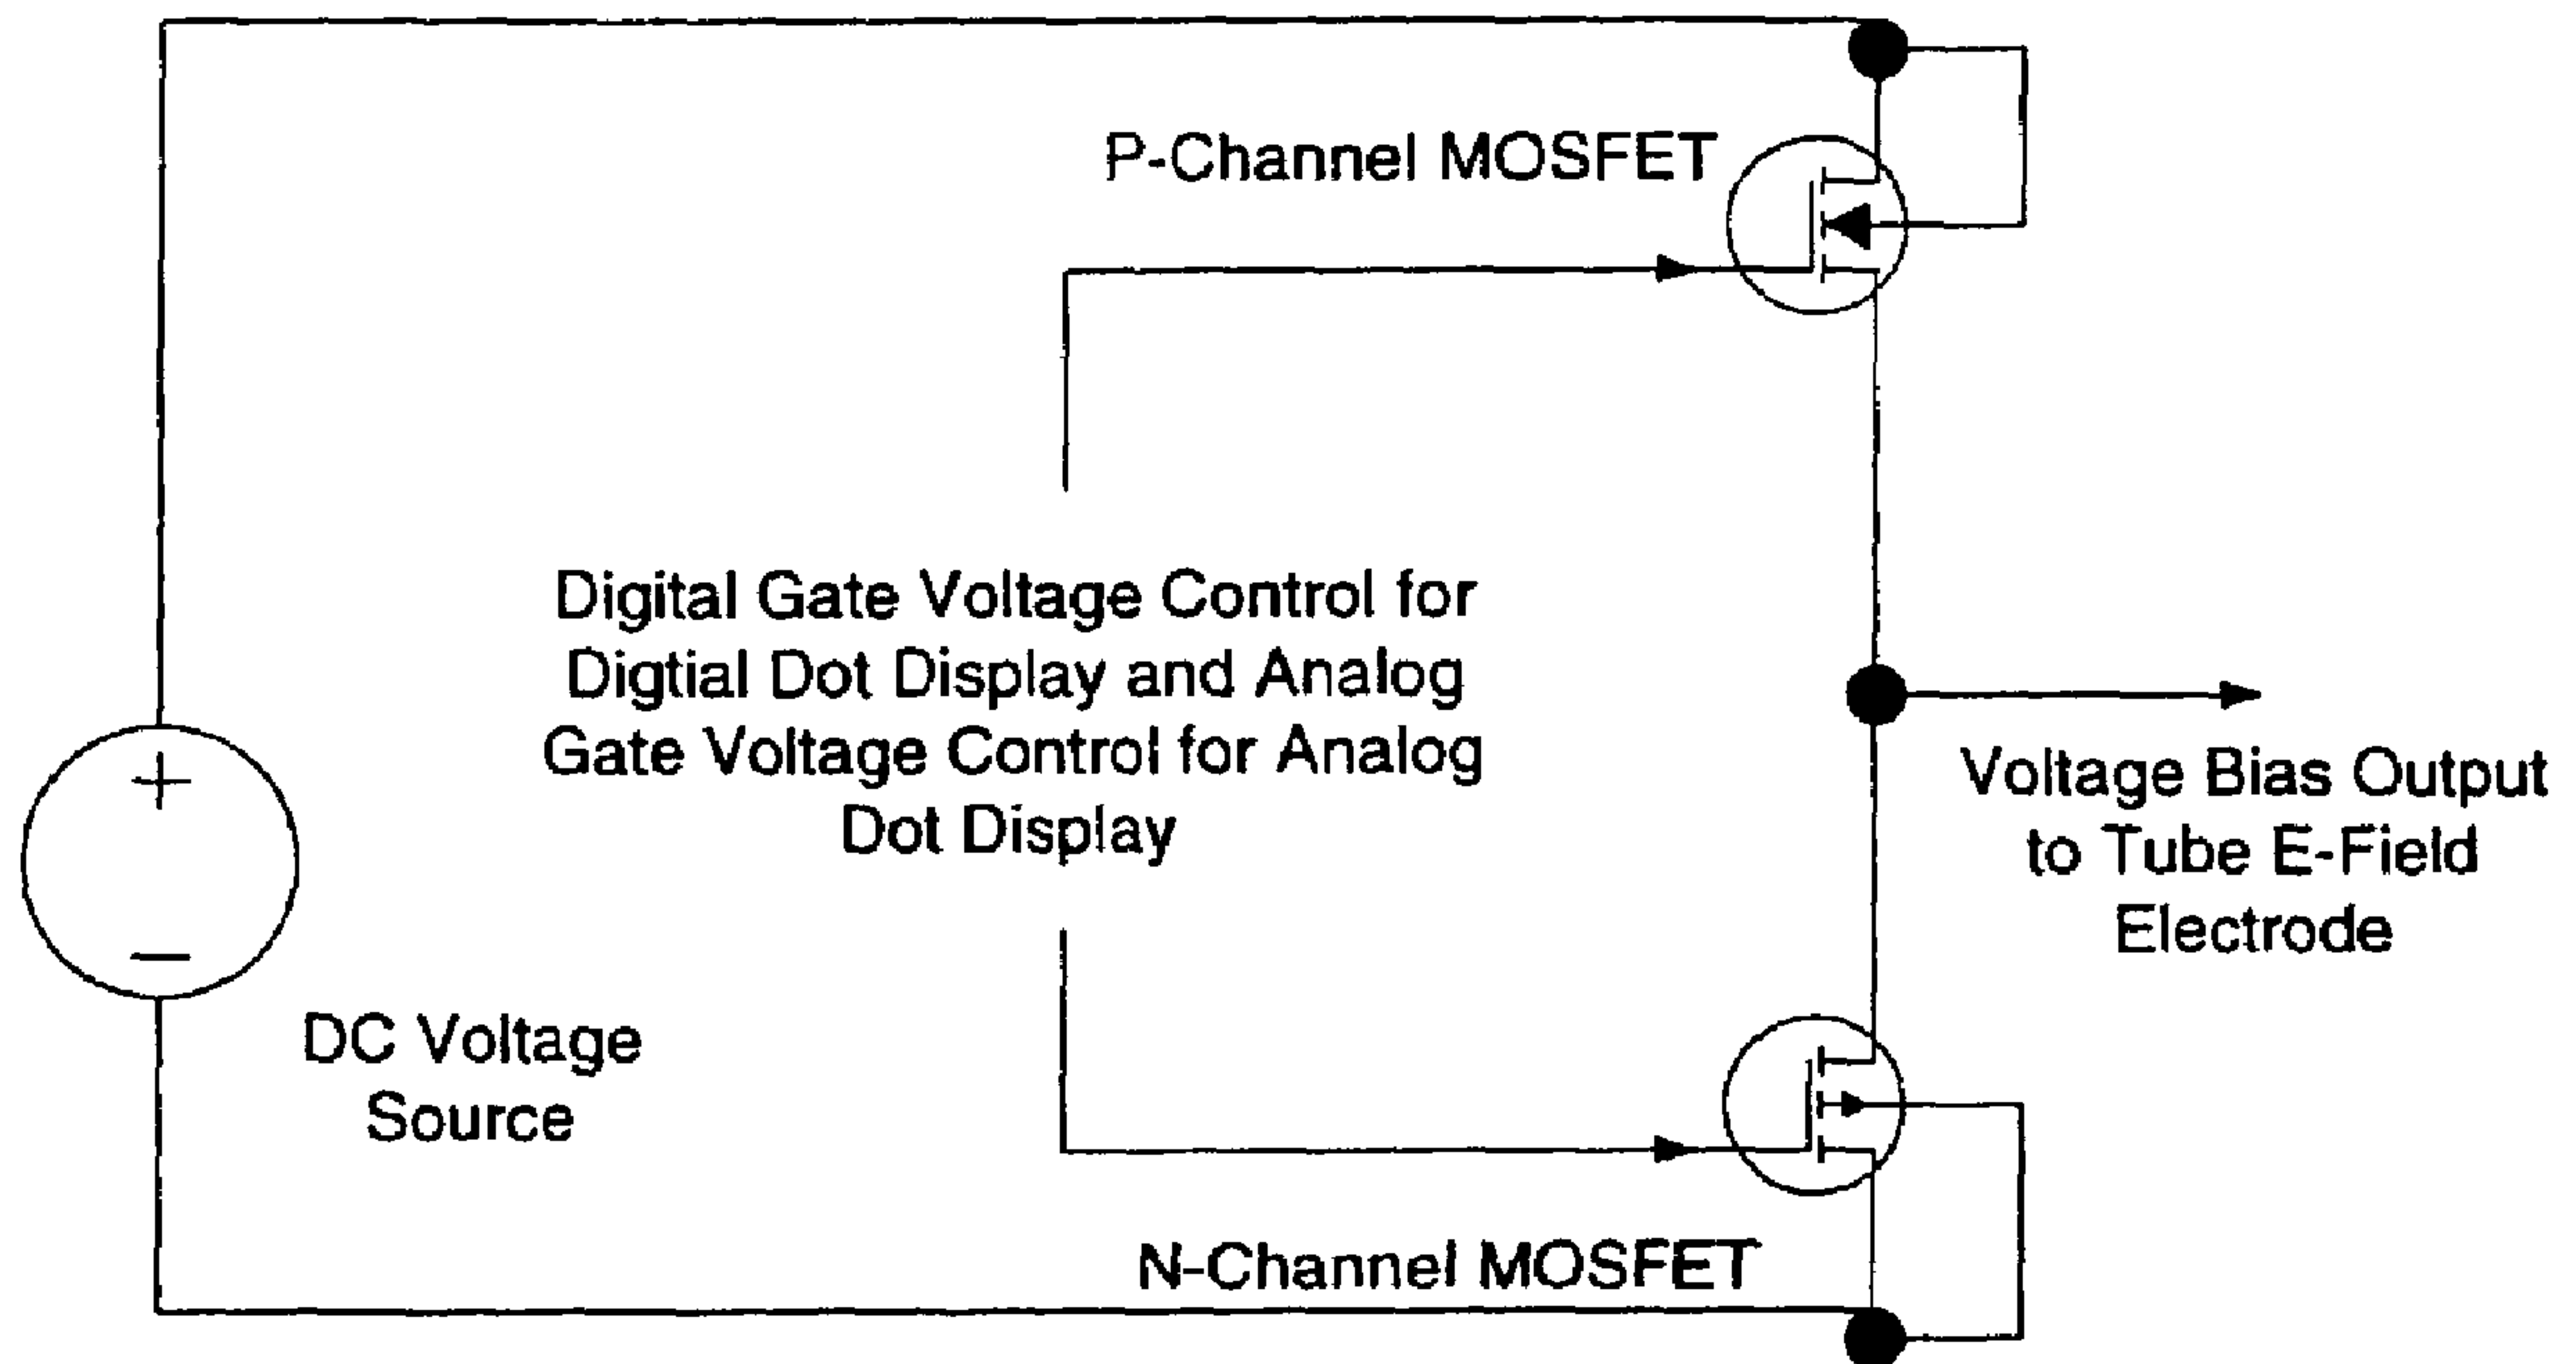 P-Channel MOSFET
Digital Gate Voltage Control for
Digtial Dot Display and Analog
Gate Voltage Control for Analog
Dot Display
+
−
DC Voltage
Source
Voltage Bias Output
to Tube E-Field
Electrode
N-Channel MOSFET